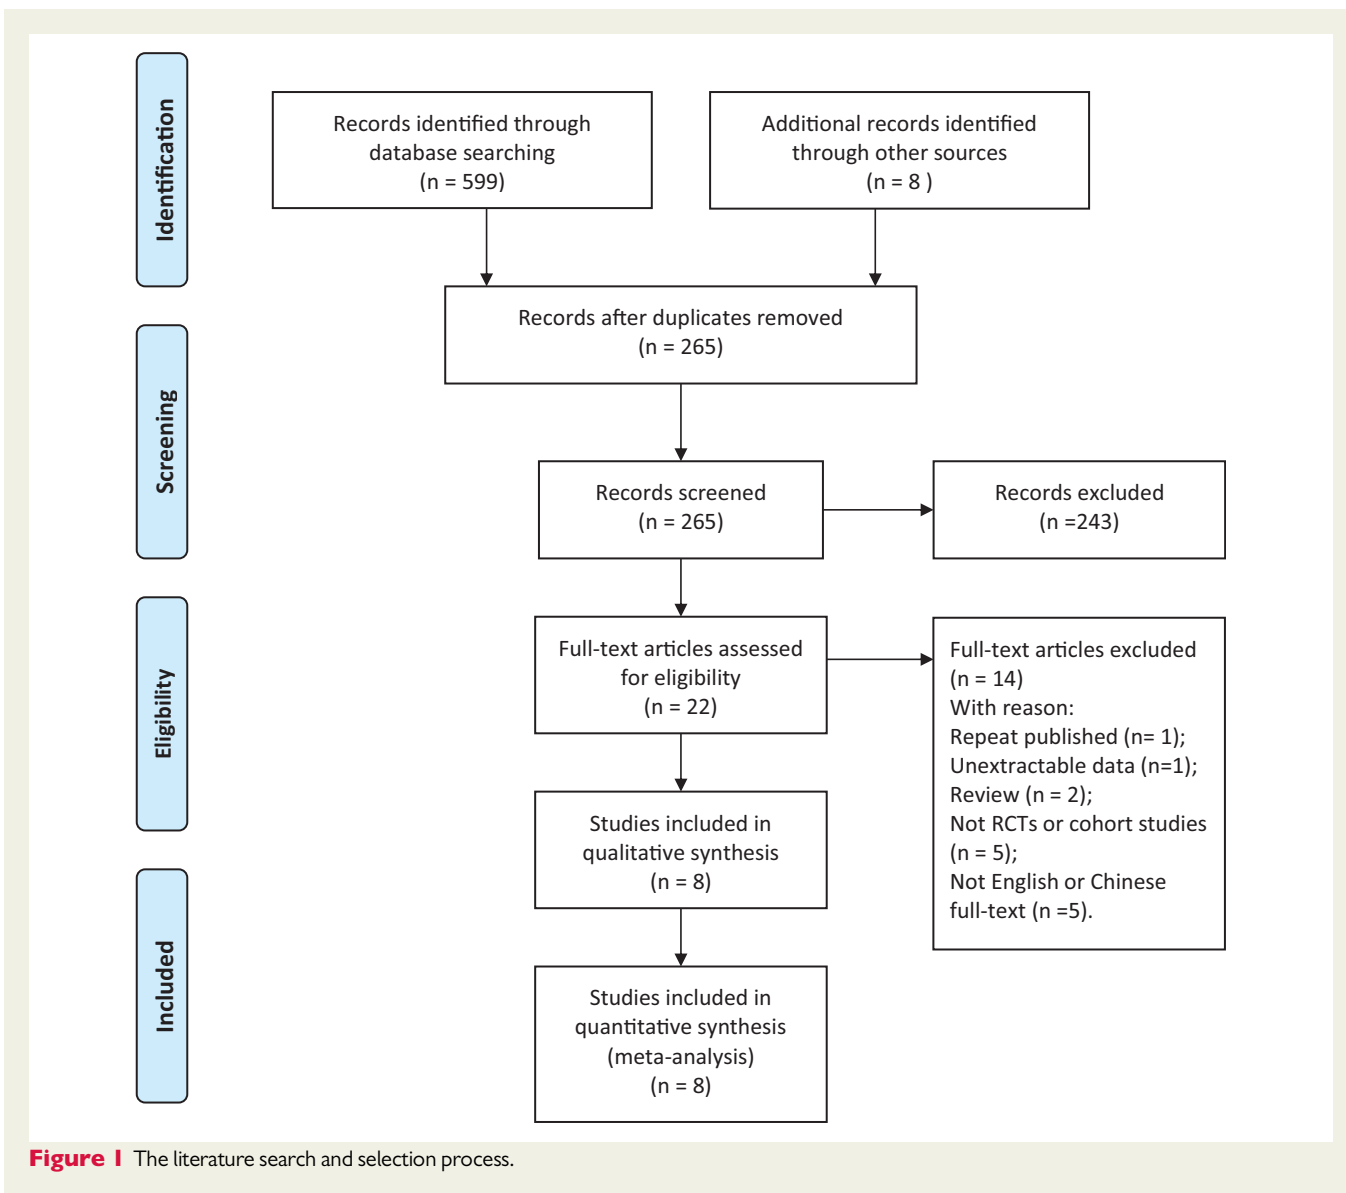 Identification
Records identified through
database searching
(n = 599)
Additional records identified
through other sources
(n = 8 )
Records after duplicates removed
(n = 265)
Screening
Records screened
(n = 265)
Records excluded
(n =243)
Eligibility
Full-text articles assessed
for eligibility
(n = 22)
Full-text articles excluded
(n = 14)
With reason:
Repeat published (n= 1);
Unextractable data (n=1);
Review (n = 2);
Not RCTs or cohort studies
(n = 5);
Not English or Chinese
full-text (n =5).
Studies included in
qualitative synthesis
(n = 8)
Included
Studies included in
quantitative synthesis
(meta-analysis)
(n = 8)
Figure 1 The literature search and selection process.